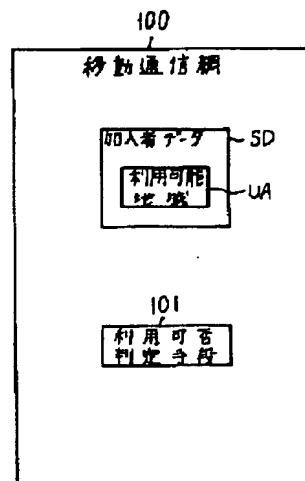 100
移動通信網
加入者データ
SD
利用可能
地域
UA
101
利用可否
判定手段